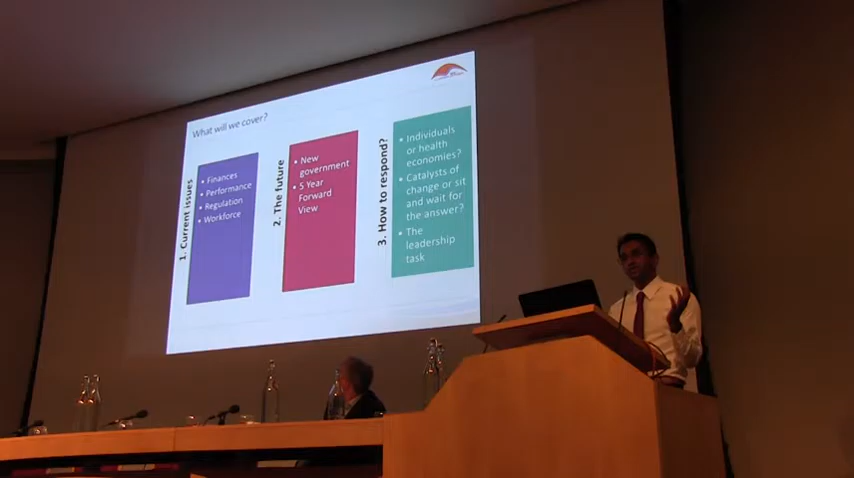 What will we cover?
1. Current issues
• Finances
• Performance
• Regulation
• Workforce
2. The future
• New
government
• 5 Year
Forward
View
3. How to respond?
• Individuals
or health
economies?
• Catalysts of
change or sit
and wait for
the answer?
• The
leadership
task